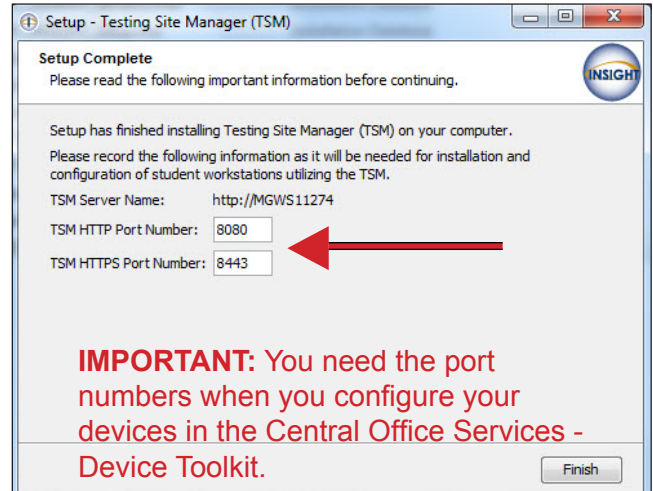 Setup - Testing Site Manager (TSM)
Setup Complete
Please read the following important information before continuing.
INSIGHT
Setup has finished installing Testing Site Manager (TSM) on your computer.
Please record the following information as it will be needed for installation and
configuration of student workstations utilizing the TSM.
TSM Server Name: http://MGWS11274
TSM HTTP Port Number: 8080
TSM HTTPS Port Number: 8443
IMPORTANT: You need the port
numbers when you configure your
devices in the Central Office Services -
Device Toolkit.
Finish